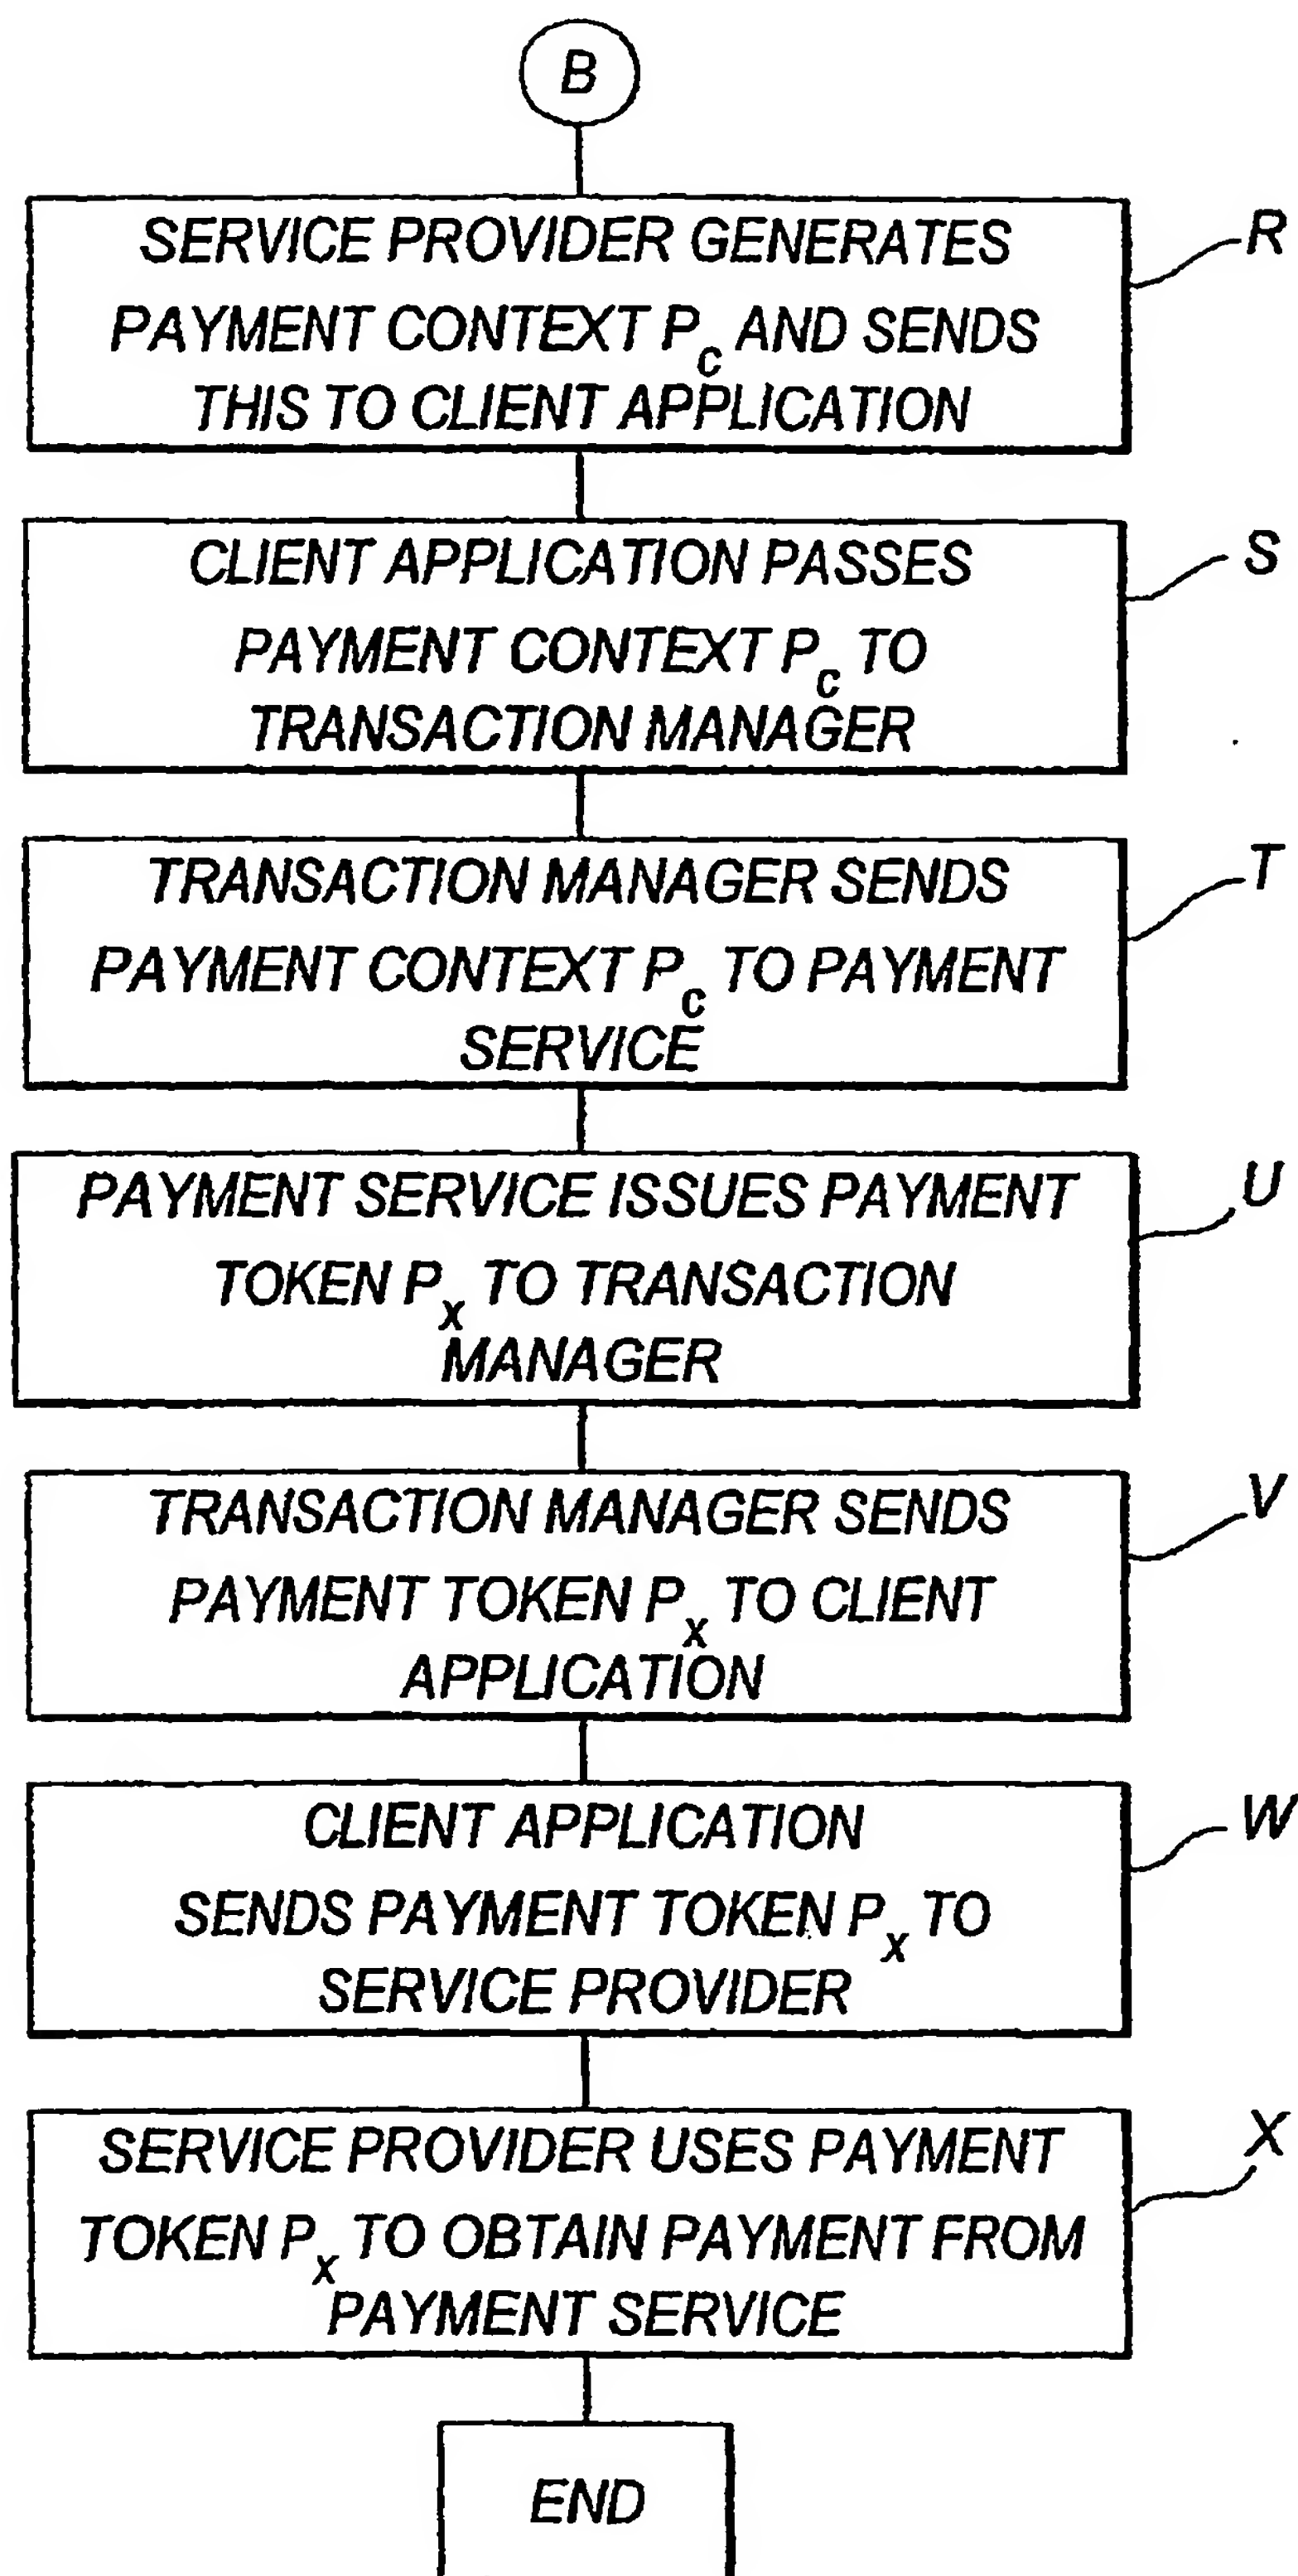 B
SERVICE PROVIDER GENERATES
PAYMENT CONTEXT Pc AND SENDS
THIS TO CLIENT APPLICATION
R
CLIENT APPLICATION PASSES
PAYMENT CONTEXT Pc TO
TRANSACTION MANAGER
S
TRANSACTION MANAGER SENDS
PAYMENT CONTEXT Pc TO PAYMENT
SERVICE
T
PAYMENT SERVICE ISSUES PAYMENT
TOKEN Px TO TRANSACTION
MANAGER
U
TRANSACTION MANAGER SENDS
PAYMENT TOKEN Px TO CLIENT
APPLICATION
V
CLIENT APPLICATION
SENDS PAYMENT TOKEN Px TO
SERVICE PROVIDER
W
SERVICE PROVIDER USES PAYMENT
TOKEN Px TO OBTAIN PAYMENT FROM
PAYMENT SERVICE
X
END